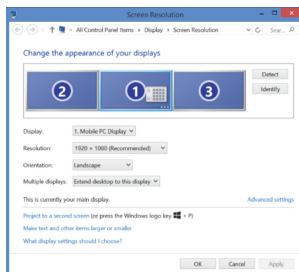 Screen Resolution
All Control Panel Items › Display › Screen Resolution
Sear...
Change the appearance of your displays
2
1
3
Detect
Identify
Display: 1. Mobile PC Display
Resolution: 1920 × 1080 (Recommended)
Orientation: Landscape
Multiple displays: Extend desktop to this display
This is currently your main display.
Advanced settings
Project to a second screen (or press the Windows logo key + P)
Make text and other items larger or smaller
What display settings should I choose?
OK
Cancel
Apply